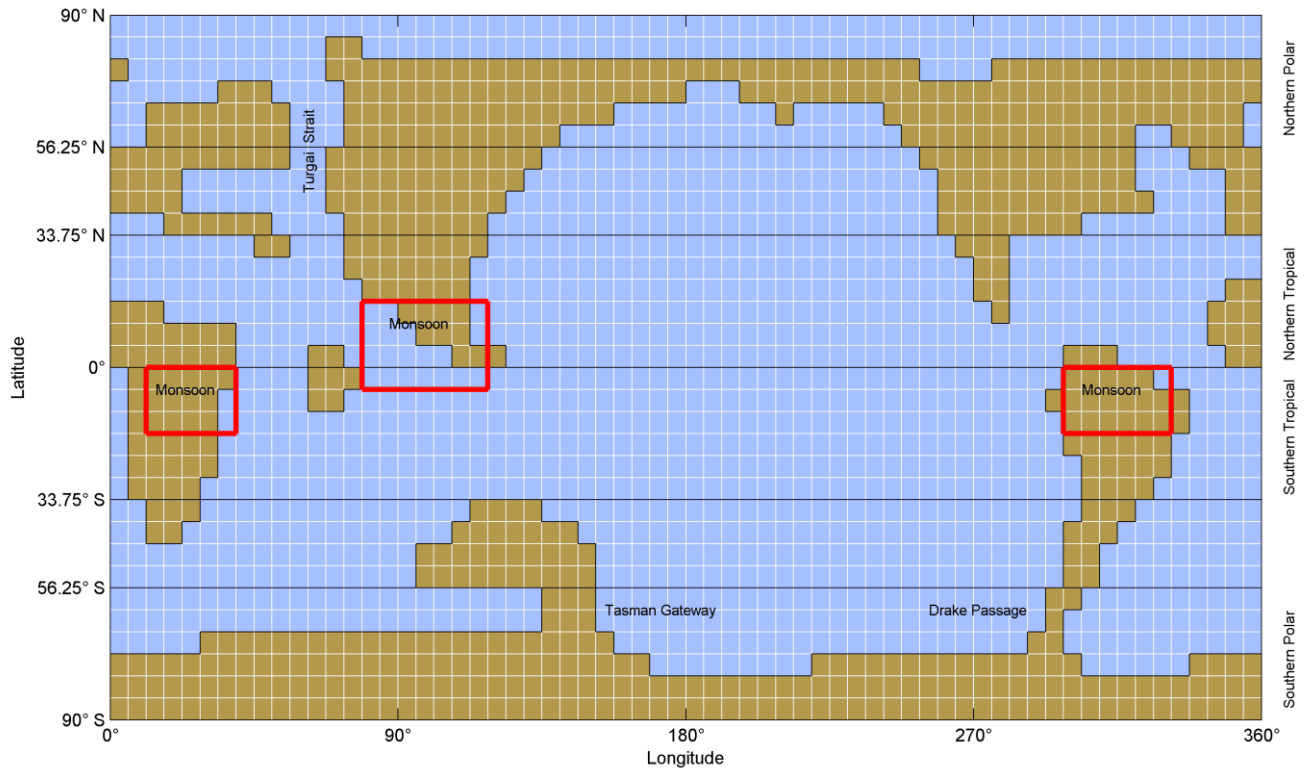 90° N
56.25° N
33.75° N
0°
33.75° S
56.25° S
90° S
Latitude
0°
90°
180°
270°
360°
Longitude
Turgai Strait
Monsoon
Monsoon
Monsoon
Tasman Gateway
Drake Passage
Northern Polar
Northern Tropical
Southern Tropical
Southern Polar